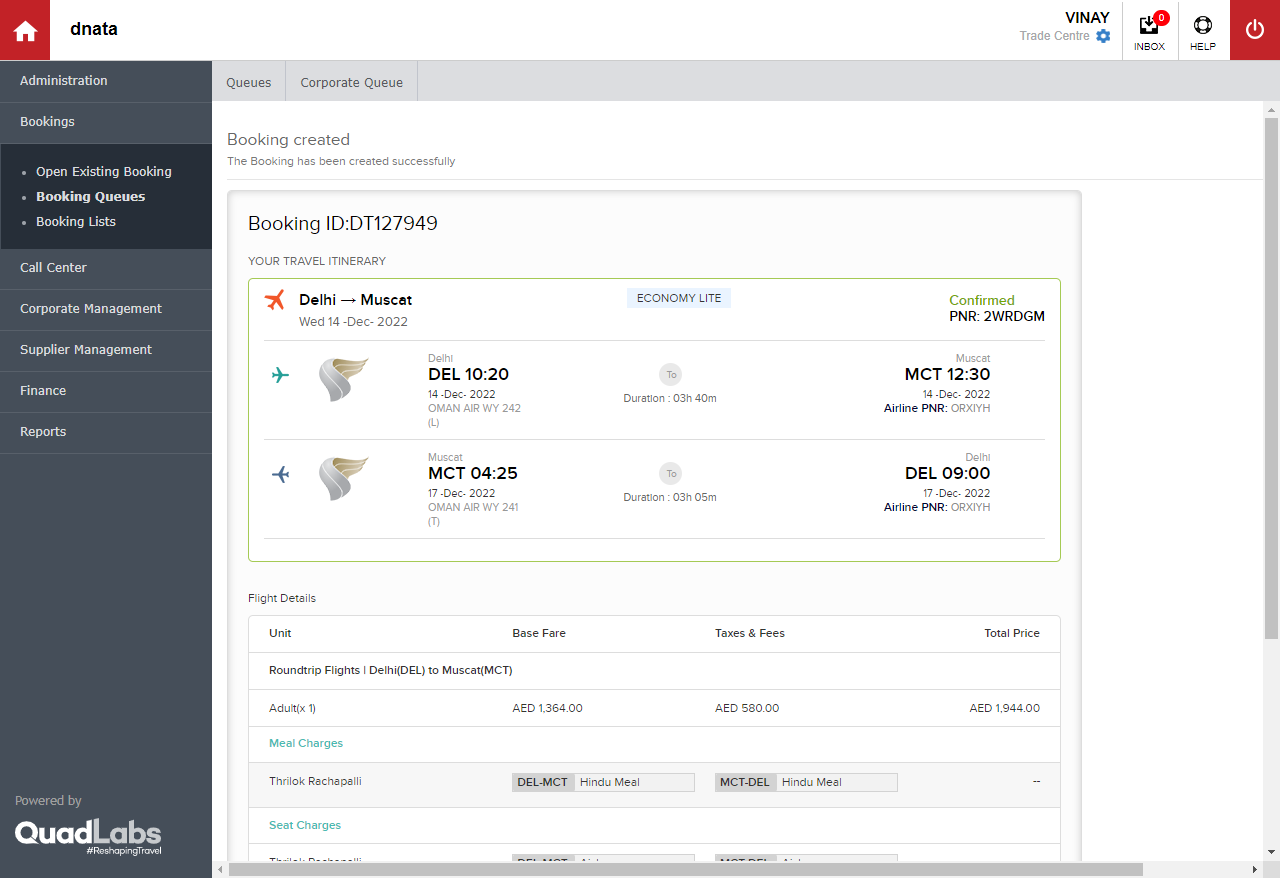 dnata
VINAY
Trade Centre
0
INBOX
HELP
Administration
Bookings
Open Existing Booking
Booking Queues
Booking Lists
Call Center
Corporate Management
Supplier Management
Finance
Reports
Powered by
QuadLabs
#ReshapingTravel
Queues
Corporate Queue
Booking created
The Booking has been created successfully
Booking ID:DT127949
YOUR TRAVEL ITINERARY
Delhi → Muscat
Wed 14 -Dec- 2022
ECONOMY LITE
Confirmed
PNR: 2WRDGM
Delhi
DEL 10:20
14 -Dec- 2022
OMAN AIR WY 242
(L)
To
Duration : 03h 40m
Muscat
MCT 12:30
14 -Dec- 2022
Airline PNR: ORXIYH
Muscat
MCT 04:25
17 -Dec- 2022
OMAN AIR WY 241
(T)
To
Duration : 03h 05m
Delhi
DEL 09:00
17 -Dec- 2022
Airline PNR: ORXIYH
Flight Details
Unit Base Fare Taxes & Fees Total Price
Roundtrip Flights | Delhi(DEL) to Muscat(MCT)
Adult(x 1) AED 1,364.00 AED 580.00 AED 1,944.00
Meal Charges
Thrilok Rachapalli DEL-MCT Hindu Meal MCT-DEL Hindu Meal --
Seat Charges
Thrilok Rachapalli DEL-MCT MCT-DEL